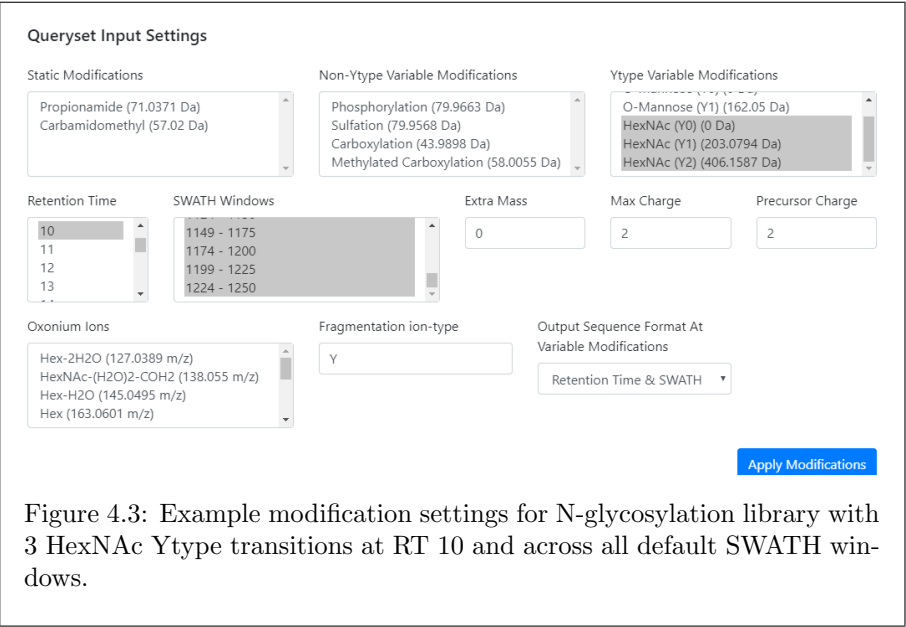 Queryset Input Settings
Static Modifications
Propionamide (71.0371 Da)
Carbamidomethyl (57.02 Da)
Non-Ytype Variable Modifications
Phosphorylation (79.9663 Da)
Sulfation (79.9568 Da)
Carboxylation (43.9898 Da)
Methylated Carboxylation (58.0055 Da)
Ytype Variable Modifications
O-Mannose (Y1) (162.05 Da)
HexNAc (Y0) (0 Da)
HexNAc (Y1) (203.0794 Da)
HexNAc (Y2) (406.1587 Da)
Retention Time
10
11
12
13
SWATH Windows
1149 - 1175
1174 - 1200
1199 - 1225
1224 - 1250
Extra Mass
0
Max Charge
2
Precursor Charge
2
Oxonium Ions
Hex-2H2O (127.0389 m/z)
HexNAc-(H2O)2-COH2 (138.055 m/z)
Hex-H2O (145.0495 m/z)
Hex (163.0601 m/z)
Fragmentation ion-type
Y
Output Sequence Format At
Variable Modifications
Retention Time & SWATH
Apply Modifications
Figure 4.3: Example modification settings for N-glycosylation library with
3 HexNAc Ytype transitions at RT 10 and across all default SWATH win-
dows.